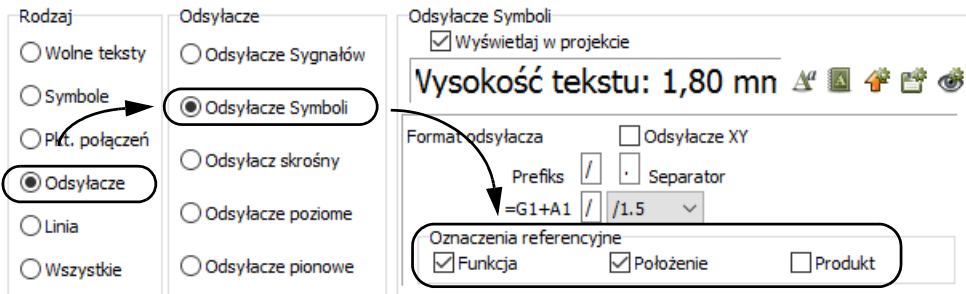 Rodzaj
Wolne teksty
Symbole
Pkt. połączeń
Odsyłacze
Linia
Wszystkie
Odsyłacze
Odsyłacze Sygnałów
Odsyłacze Symboli
Odsyłacz skrośny
Odsyłacze poziome
Odsyłacze pionowe
Odsyłacze Symboli
Wyświetlaj w projekcie
Wysokość tekstu: 1,80 mm
Format odsyłacza Odsyłacze XY
Prefiks / . Separator
=G1+A1 / /1.5
Oznaczenia referencyjne
Funkcja Położenie Produkt